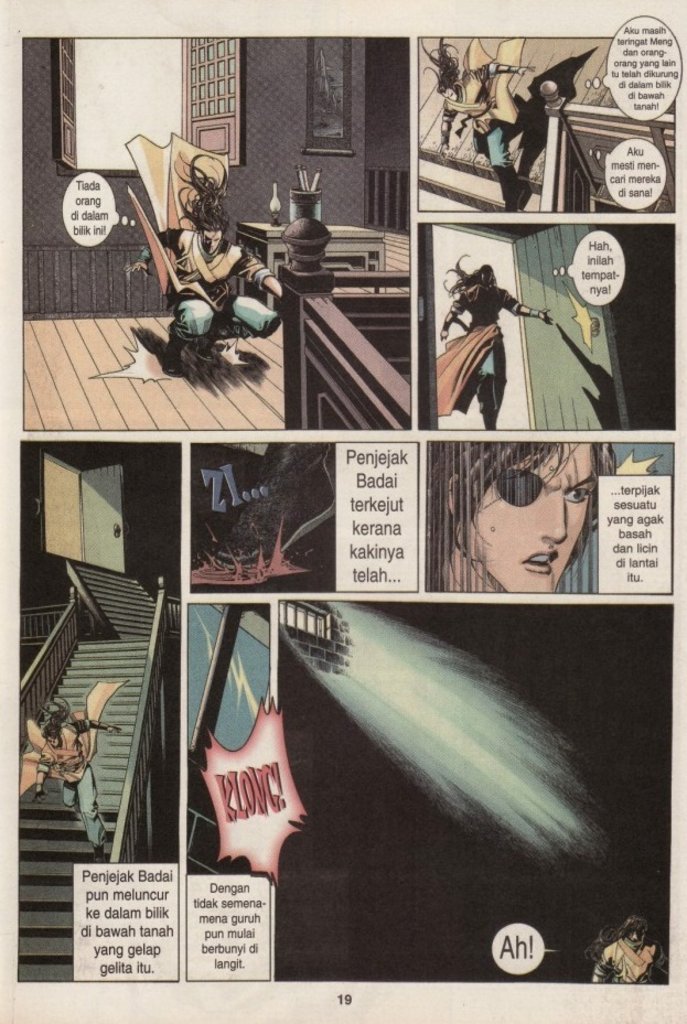 Tiada
orang
di dalam
bilik ini!
Aku masih
teringat Meng
dan orang-
orang yang lain
tu telah dikurung
di dalam bilik
di bawah
tanah!
Aku
mesti men-
cari mereka
di sana!
Hah,
inilah
tempat-
nya!
Penjejak Badai
pun meluncur
ke dalam bilik
di bawah tanah
yang gelap
gelita itu.
ZI...
Penjejak
Badai
terkejut
kerana
kakinya
telah...
...terpijak
sesuatu
yang agak
basah
dan licin
di lantai
itu.
KLONG!
Dengan
tidak semena-
mena guruh
pun mulai
berbunyi di
langit.
Ah!
19